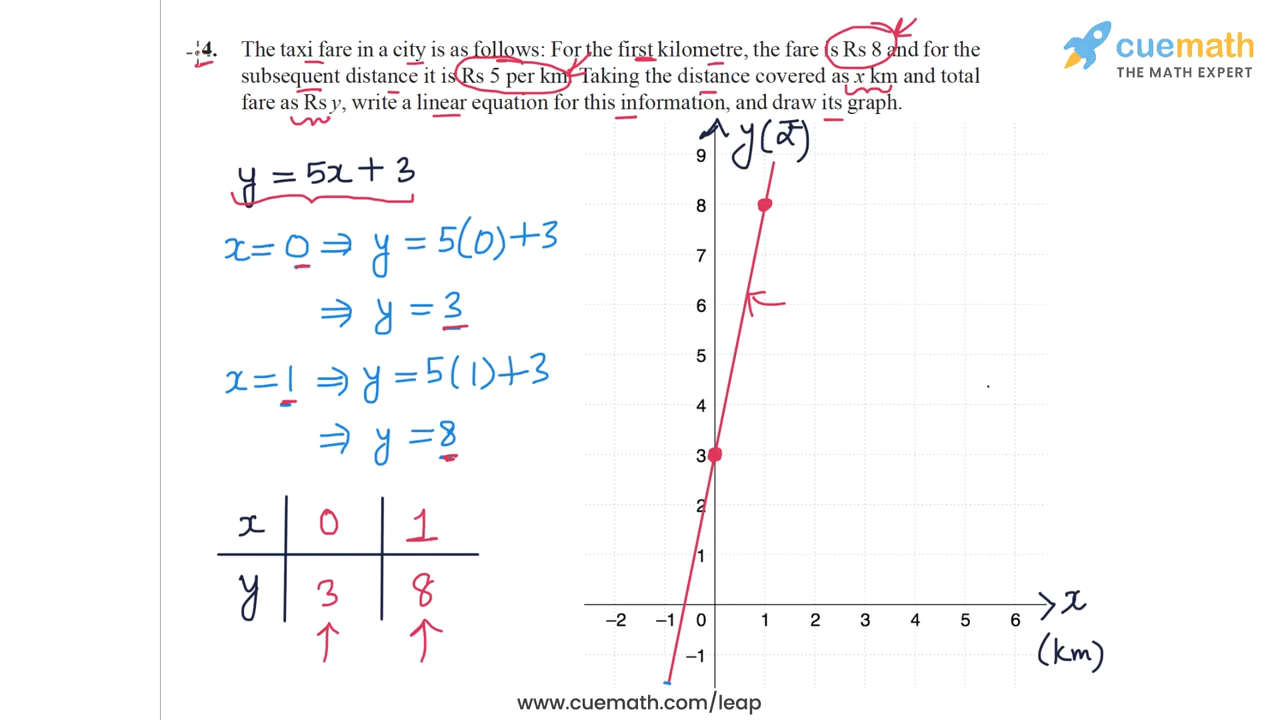 14. The taxi fare in a city is as follows: For the first kilometre, the fare is Rs 8 and for the
subsequent distance it is Rs 5 per km. Taking the distance covered as x km and total
fare as Rs y, write a linear equation for this information, and draw its graph.
cuemath
THE MATH EXPERT
y = 5x + 3
x = 0 ⇒ y = 5(0)+3
⇒ y = 3
x = 1 ⇒ y = 5(1)+3
⇒ y = 8
x 0 1
y 3 8
y(₹)
9
8
7
6
5
4
3
2
1
−2 −1 0 1 2 3 4 5 6
−1
x
(km)
www.cuemath.com/leap